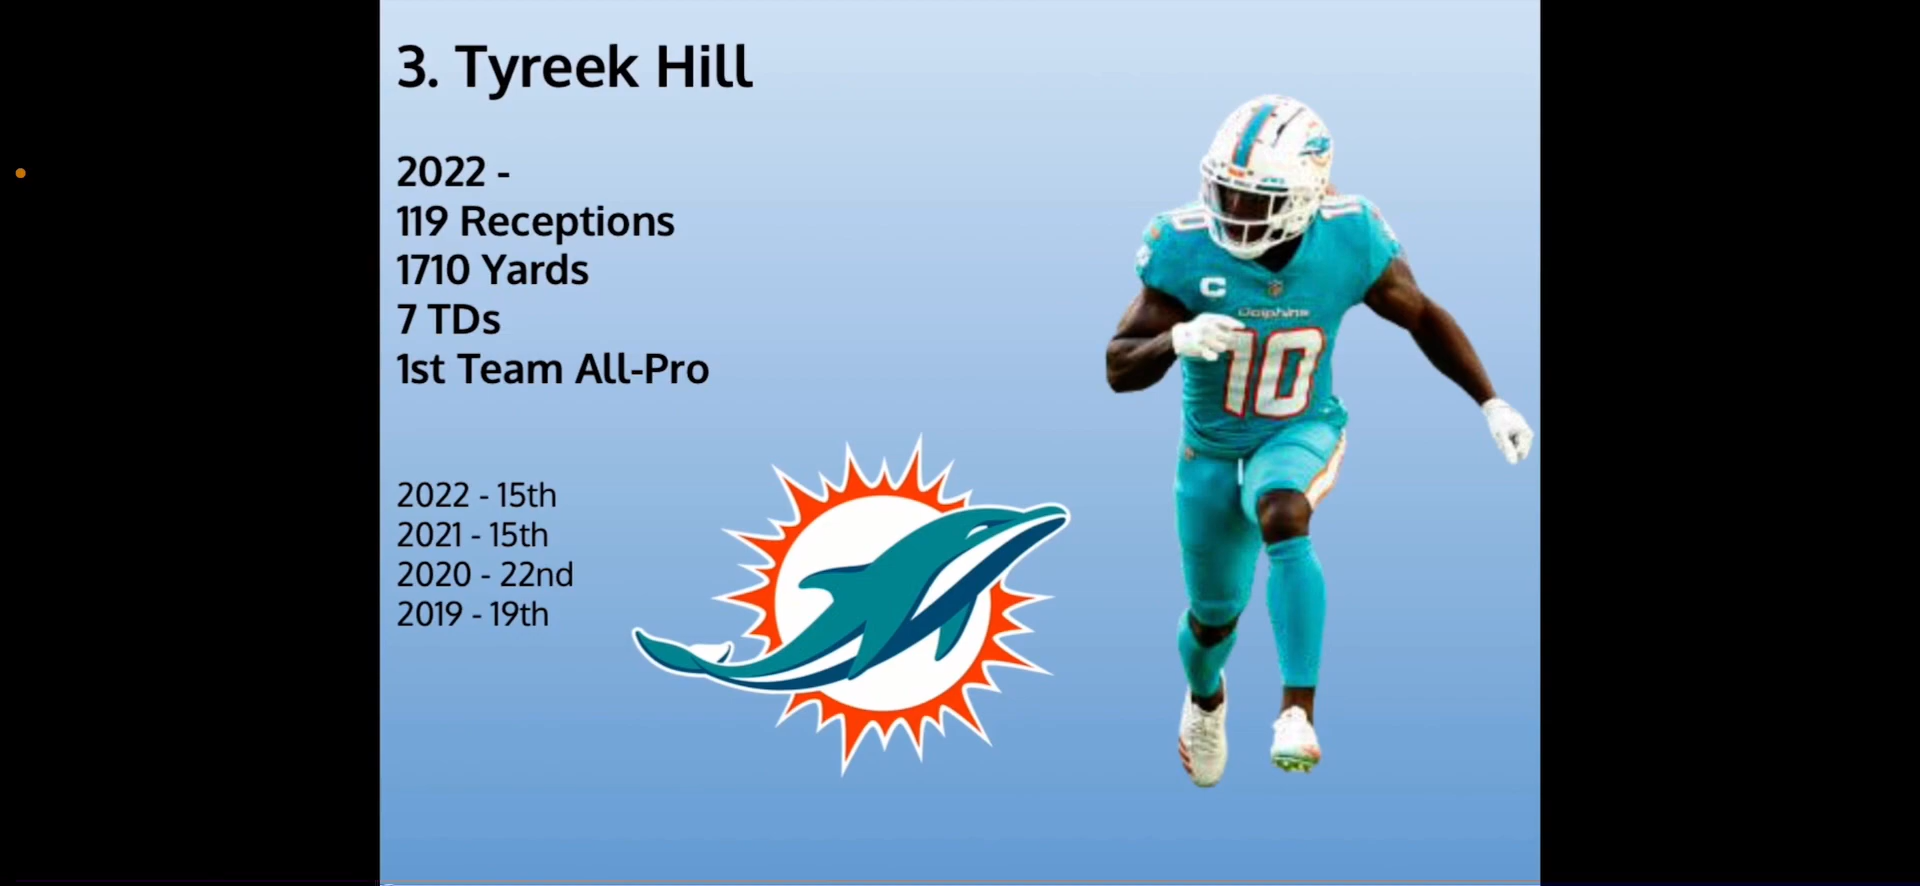 3. Tyreek Hill
2022 -
119 Receptions
1710 Yards
7 TDs
1st Team All-Pro
2022 - 15th
2021 - 15th
2020 - 22nd
2019 - 19th
10
C
Dolphins
10